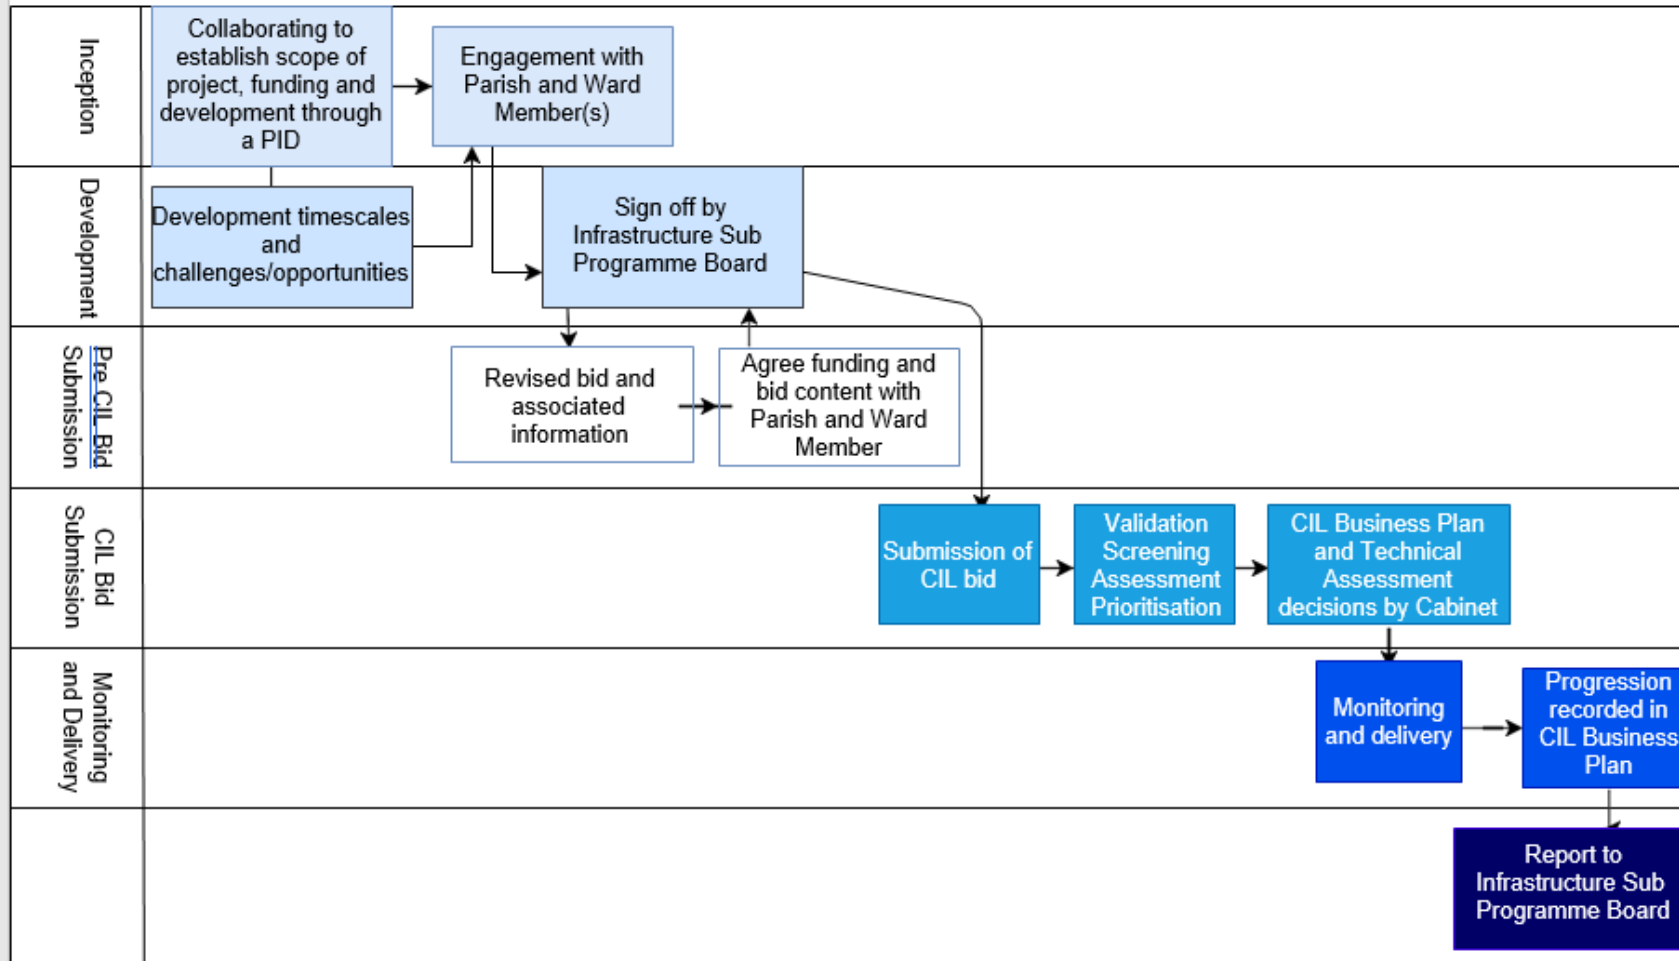 Inception
Collaborating to
establish scope of
project, funding and
development through
a PID
Engagement with
Parish and Ward
Member(s)
Development
Development timescales
and
challenges/opportunities
Sign off by
Infrastructure Sub
Programme Board
Pre CIL Bid
Submission
Revised bid and
associated
information
Agree funding and
bid content with
Parish and Ward
Member
CIL Bid
Submission
Submission of
CIL bid
Validation
Screening
Assessment
Prioritisation
CIL Business Plan
and Technical
Assessment
decisions by Cabinet
Monitoring
and Delivery
Monitoring
and delivery
Progression
recorded in
CIL Business
Plan
Report to
Infrastructure Sub
Programme Board